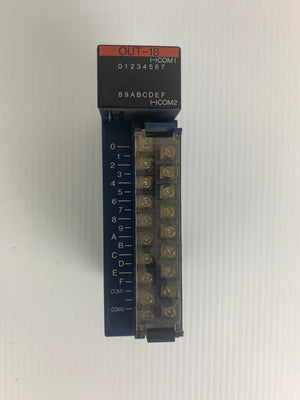 OUT-18
(-)COM1
01234567
89ABCDEF
(-)COM2
0
1
2
3
4
5
6
7
8
9
A
B
C
D
E
F
COM1
COM2